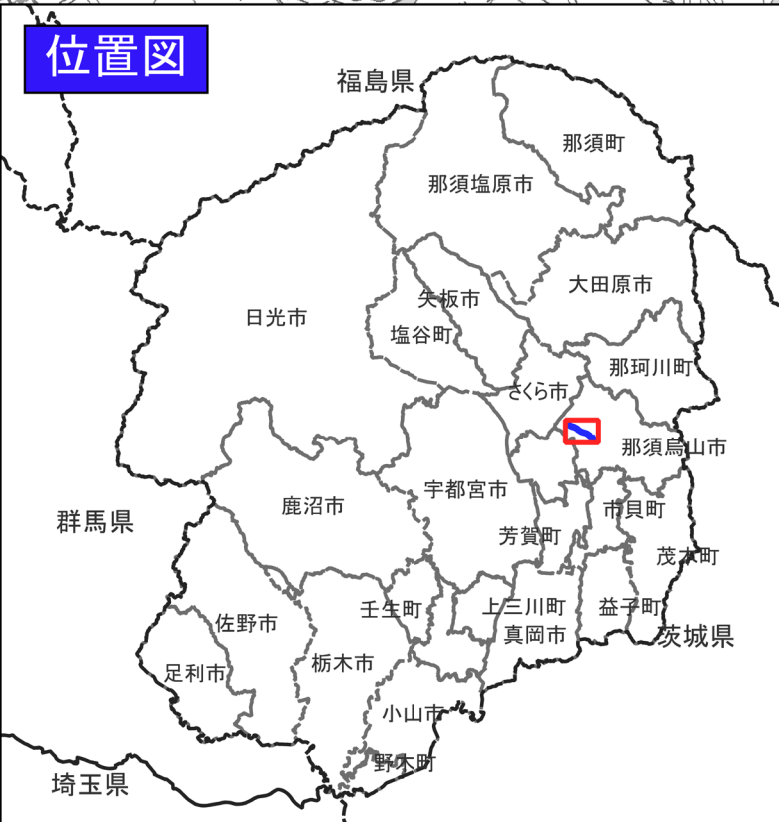 位置図
福島県
那須町
那須塩原市
大田原市
矢板市
日光市
塩谷町
那珂川町
さくら市
那須烏山市
宇都宮市
鹿沼市
市貝町
群馬県
芳賀町
茂木町
壬生町
上三川町
益子町
佐野市
真岡市
茨城県
栃木市
足利市
小山市
野木町
埼玉県